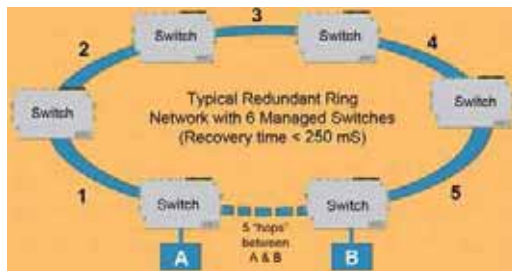 3
2
4
Switch
Switch
Switch
Switch
Typical Redundant Ring
Network with 6 Managed Switches
(Recovery time < 250 mS)
1
5
Switch
Switch
5 "hops"
between
A & B
A
B